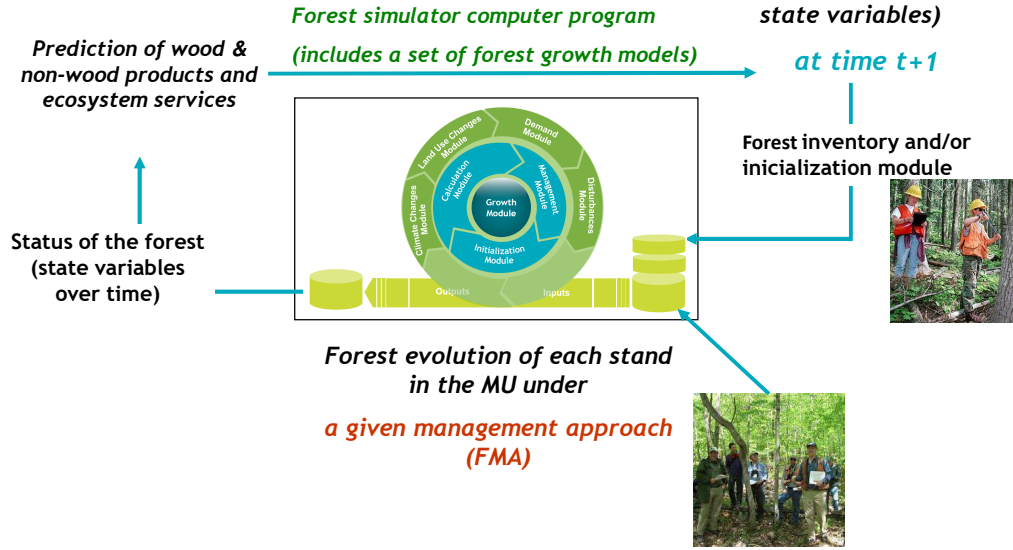 Forest simulator computer program
(includes a set of forest growth models)
state variables)
at time t+1
Prediction of wood &
non-wood products and
ecosystem services
Forest inventory and/or
inicialization module
Land Use Changes
Module
Demand
Module
Climate Changes
Module
Disturbances
Module
Calculation
Module
Management
Module
Growth
Module
Initialization
Module
Outputs
Inputs
Status of the forest
(state variables
over time)
Forest evolution of each stand
in the MU under
a given management approach
(FMA)